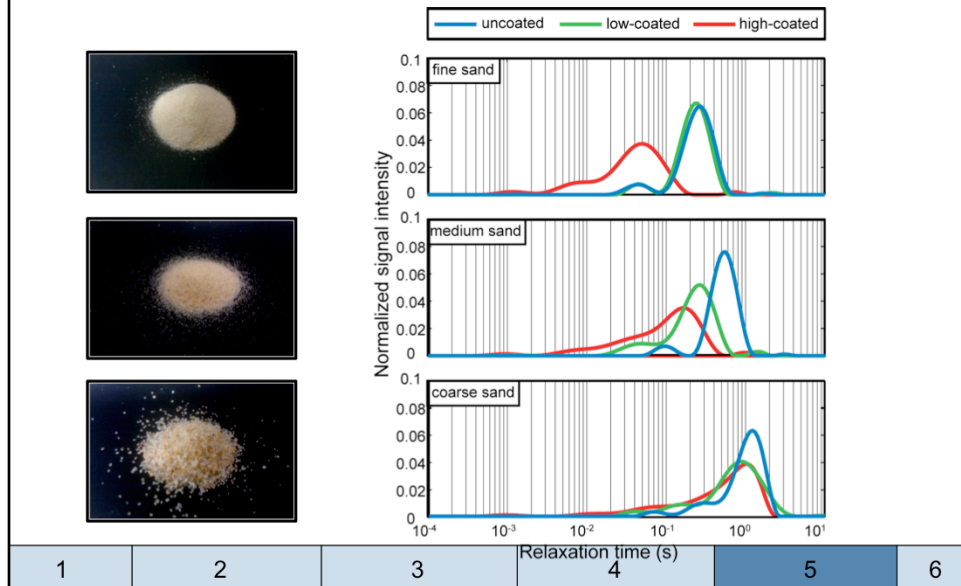 uncoated low-coated high-coated
Normalized signal intensity
0.1
fine sand
0.08
0.06
0.04
0.02
0
0.1
medium sand
0.08
0.06
0.04
0.02
0
0.1
coarse sand
0.08
0.06
0.04
0.02
0
10-4 10-3 10-2 10-1 100 101
Relaxation time (s)
1 2 3 4 5 6